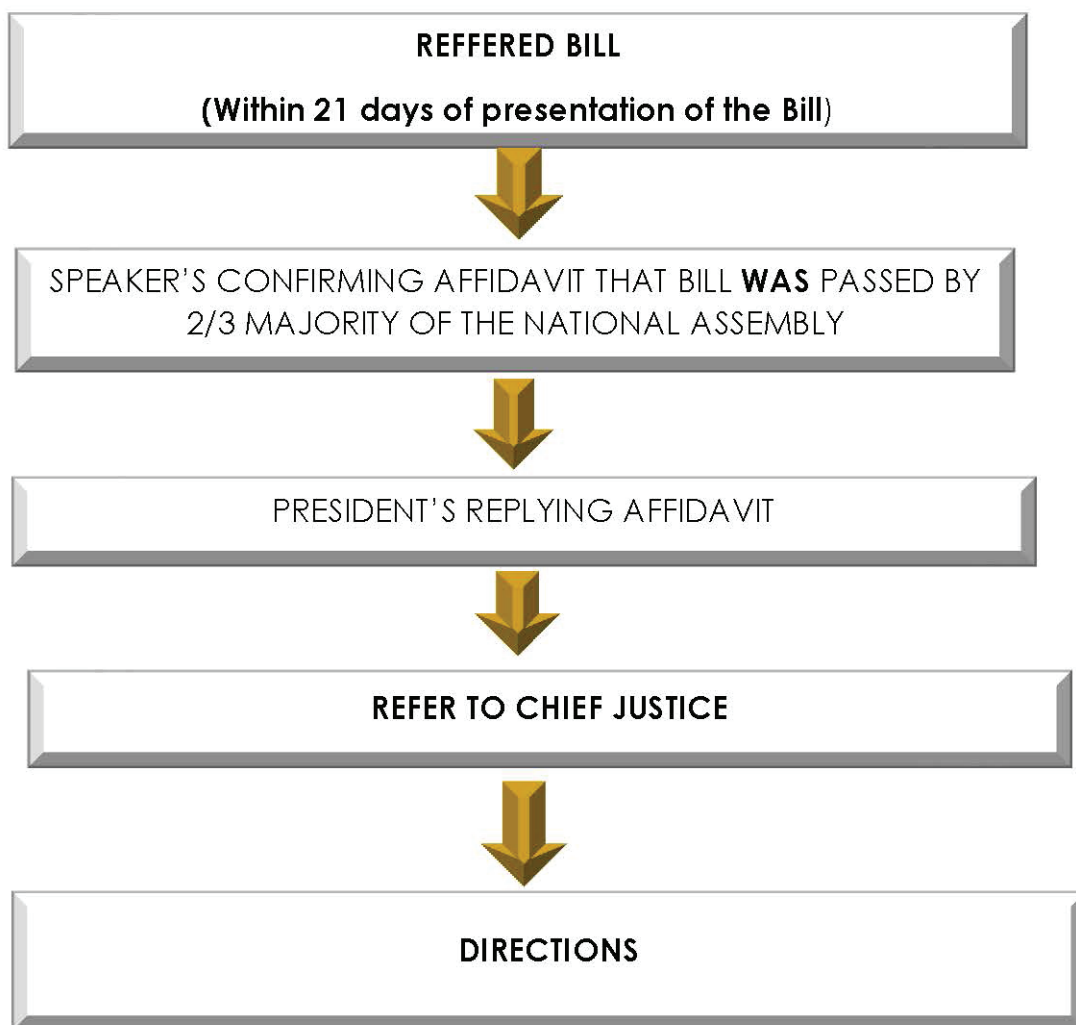 REFFERED BILL
(Within 21 days of presentation of the Bill)
SPEAKER’S CONFIRMING AFFIDAVIT THAT BILL WAS PASSED BY
2/3 MAJORITY OF THE NATIONAL ASSEMBLY
PRESIDENT’S REPLYING AFFIDAVIT
REFER TO CHIEF JUSTICE
DIRECTIONS